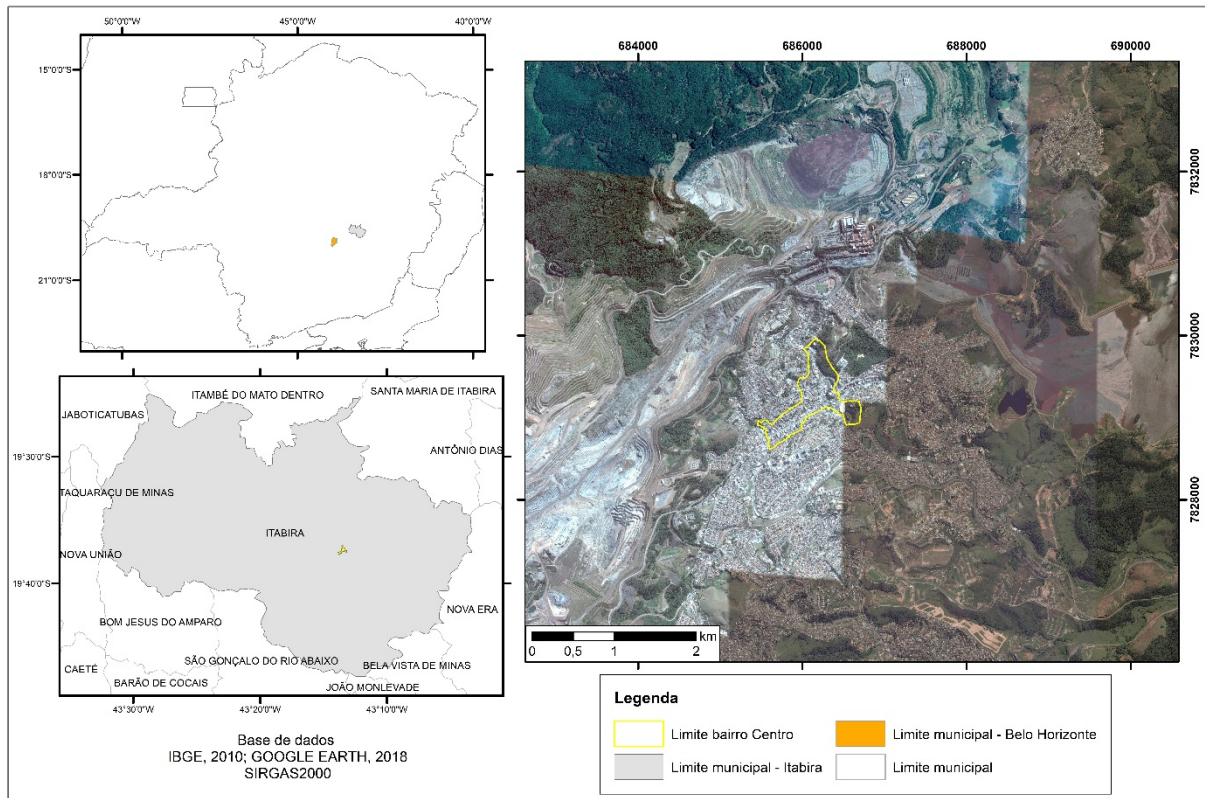 50°0'0"W
45°0'0"W
40°0'0"W
15°0'0"S
18°0'0"S
21°0'0"S
684000
686000
688000
690000
7832000
7830000
7828000
0
0,5
1
2
km
ITAMBÉ DO MATO DENTRO
SANTA MARIA DE ITABIRA
JABOTICATUBAS
ANTÔNIO DIAS
19°30'0"S
TAQUARAÇU DE MINAS
ITABIRA
NOVA UNIÃO
19°40'0"S
NOVA ERA
BOM JESUS DO AMPARO
SÃO GONÇALO DO RIO ABAIXO
BELA VISTA DE MINAS
CAETÉ
BARÃO DE COCAIS
JOÃO MONLEVADE
43°30'0"W
43°20'0"W
43°10'0"W
Base de dados
IBGE, 2010; GOOGLE EARTH, 2018
SIRGAS2000
Legenda
Limite bairro Centro
Limite municipal - Belo Horizonte
Limite municipal - Itabira
Limite municipal